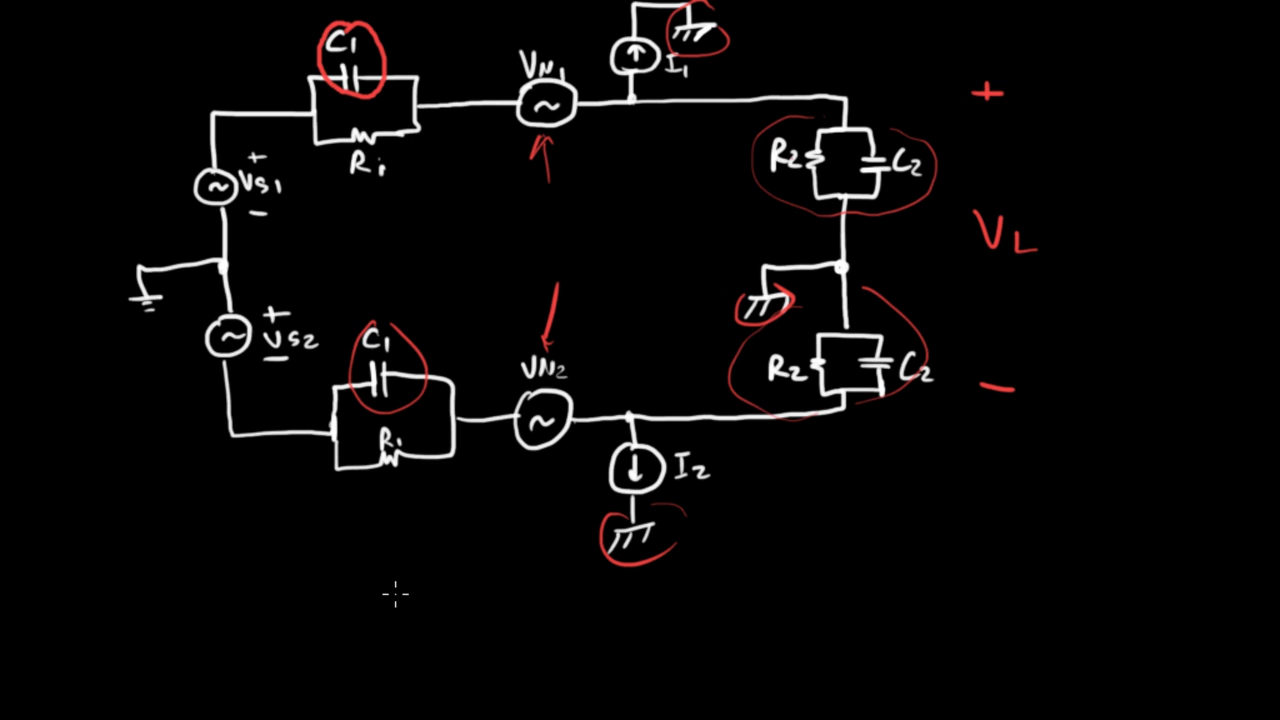 C1
VN1
I1
+
R1
R2
C2
+
VS1
-
VL
+
VS2
-
C1
VN2
R2
C2
-
R1
I2